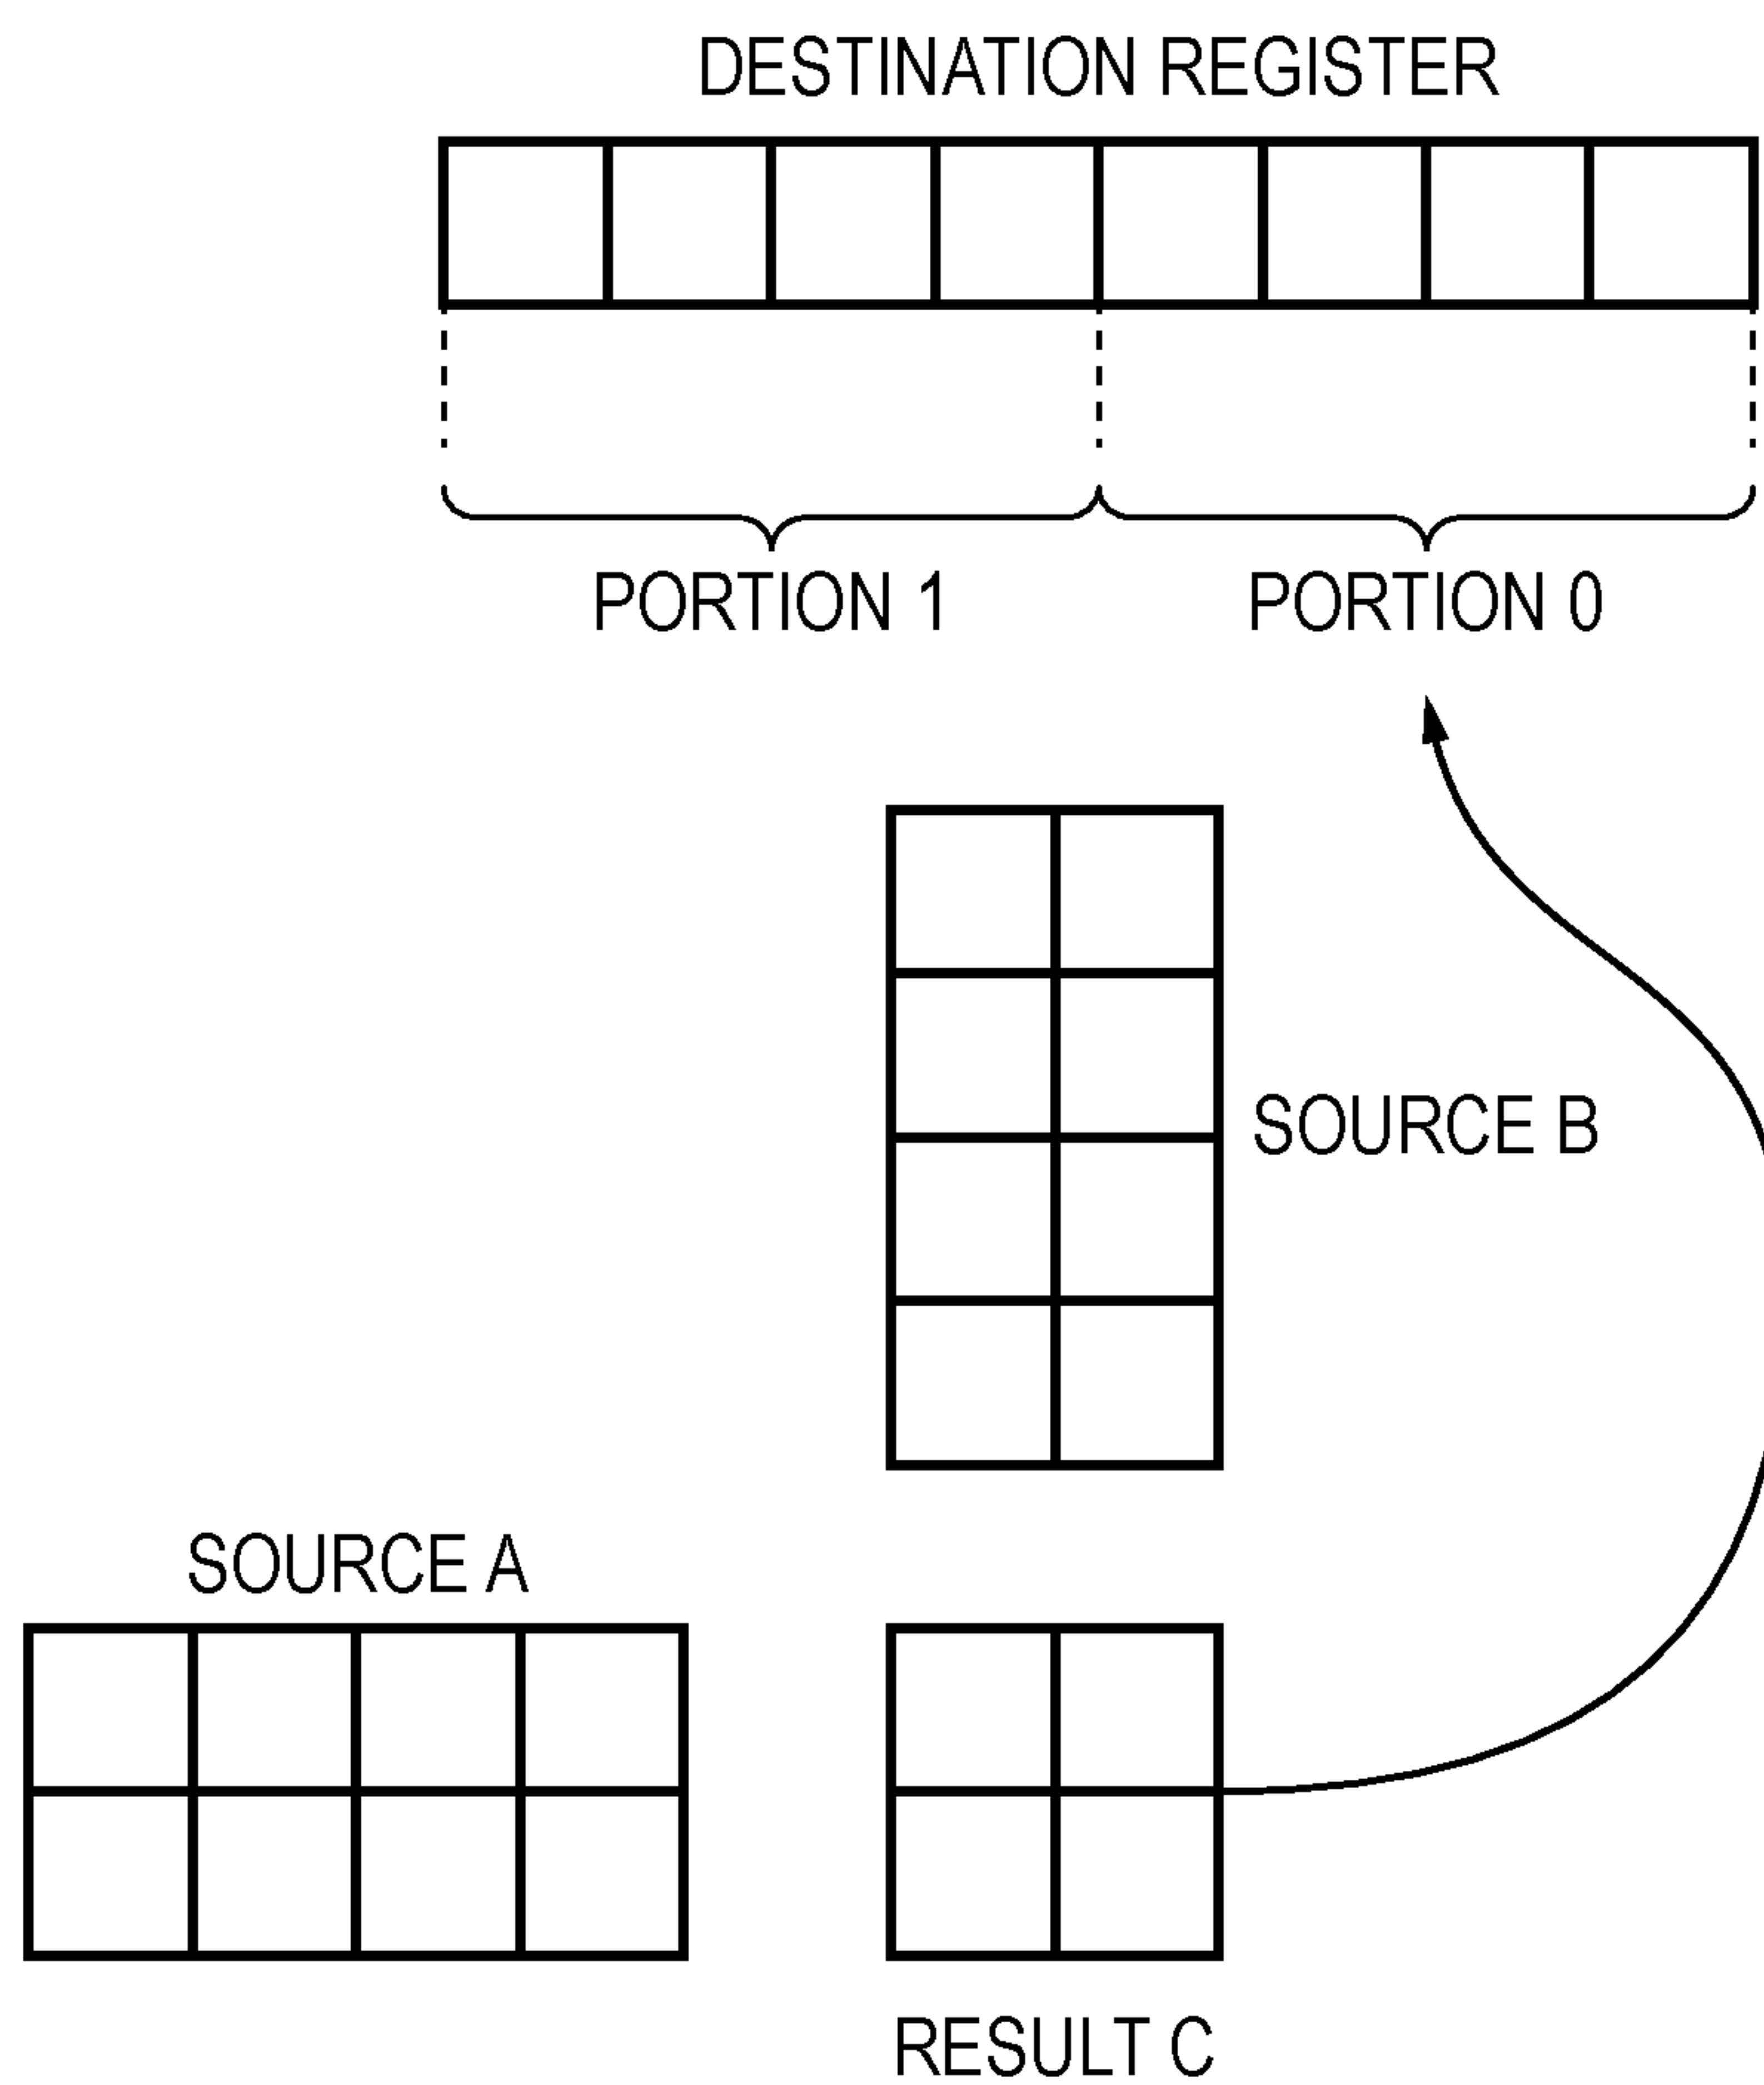 DESTINATION REGISTER
PORTION 1
PORTION 0
SOURCE B
SOURCE A
RESULT C